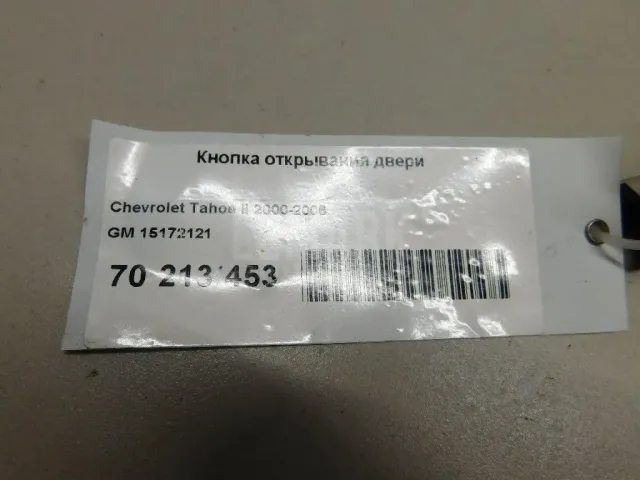 Кнопка открывания двери
Chevrolet Tahoe II 2000-2006
GM 15172121
70 213 453